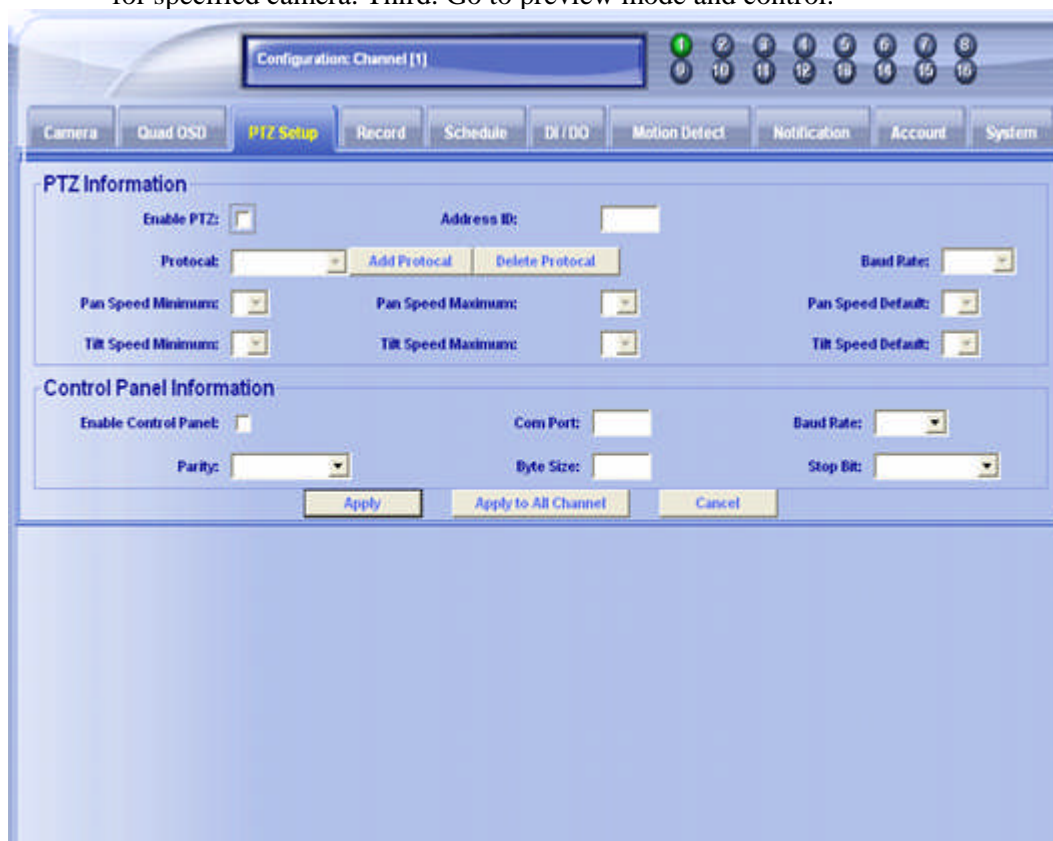 for specified camera. Third: Go to preview mode and control.
Configuration: Channel [1]
1 2 3 4 5 6 7 8
9 10 11 12 13 14 15 16
Camera Quad OSD PTZ Setup Record Schedule DI / DO Motion Detect Notification Account System
PTZ Information
Enable PTZ: Address ID:
Protocal: Add Protocal Delete Protocal Baud Rate:
Pan Speed Minimum: Pan Speed Maximum: Pan Speed Default:
Tilt Speed Minimum: Tilt Speed Maximum: Tilt Speed Default:
Control Panel Information
Enable Control Panel: Com Port: Baud Rate:
Parity: Byte Size: Stop Bit:
Apply Apply to All Channel Cancel